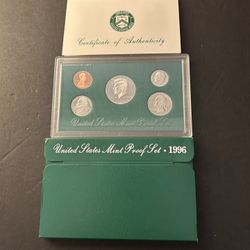 Certificate of Authenticity
United States Mint Proof Set
United States Mint Proof Set • 1996